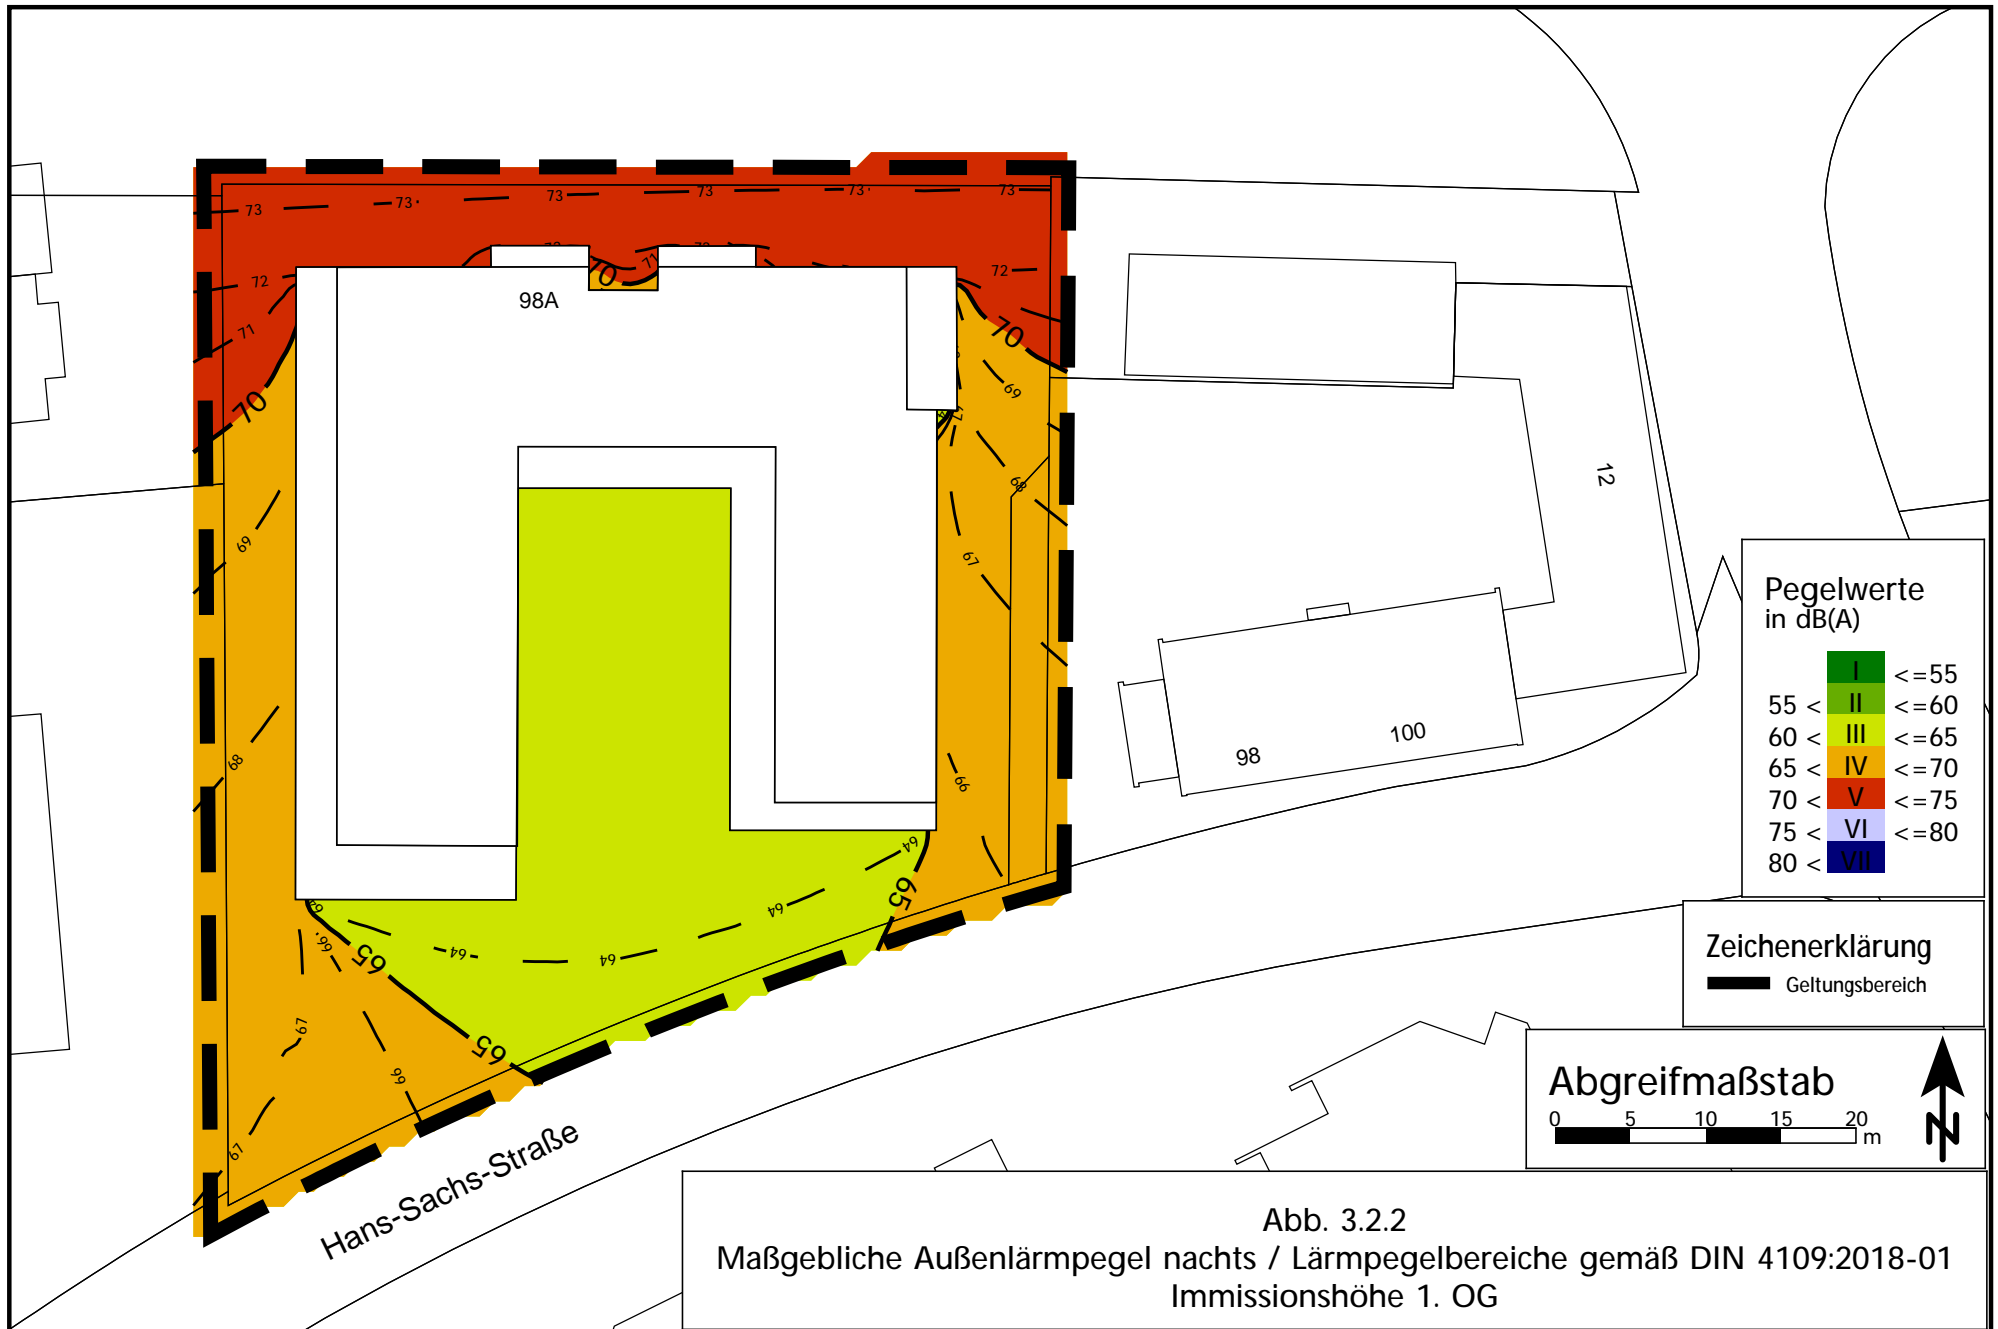 73
73
73
73
73
73
72
72
71
71
70
98A
70
70
69
69
67
68
69
67
68
66
64
64
64
64
64
65
65
65
66
67
66
67
12
98
100
Hans-Sachs-Straße
Pegelwerte
in dB(A)
I <=55
55 < II <=60
60 < III <=65
65 < IV <=70
70 < V <=75
75 < VI <=80
80 < VII
Zeichenerklärung
Geltungsbereich
Abgreifmaßstab
0 5 10 15 20
m
N
Abb. 3.2.2
Maßgebliche Außenlärmpegel nachts / Lärmpegelbereiche gemäß DIN 4109:2018-01
Immissionshöhe 1. OG